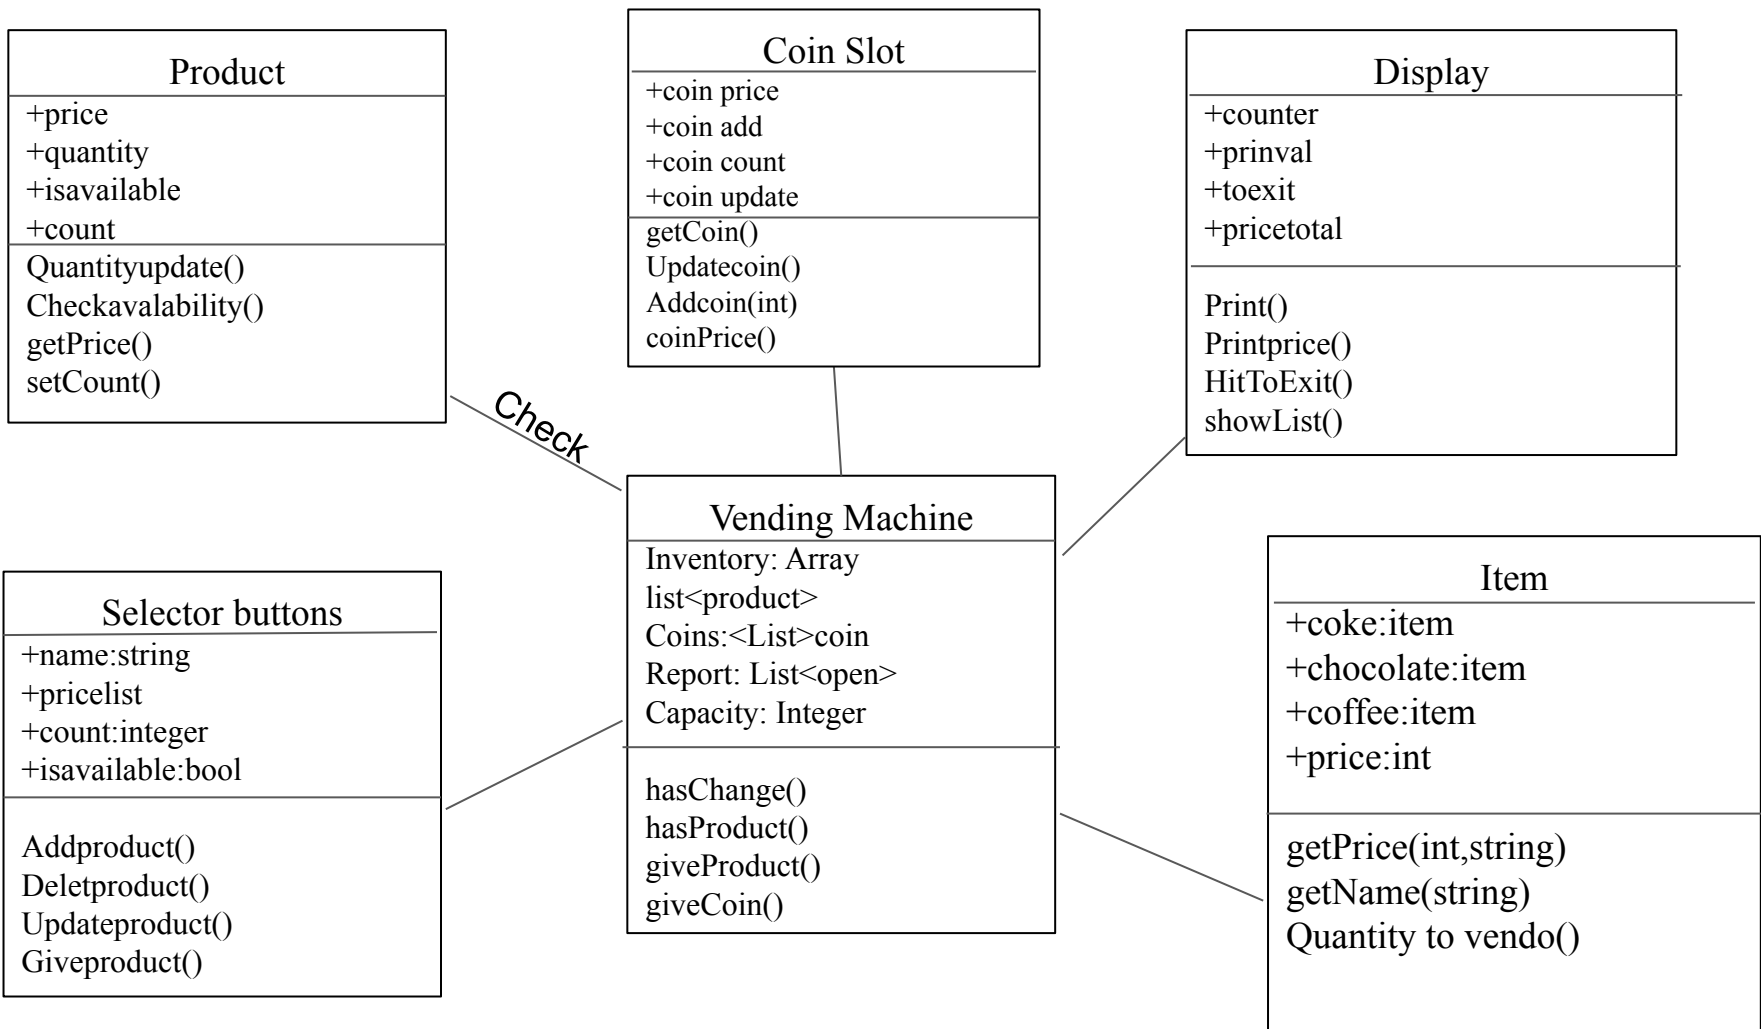 Product
+price
+quantity
+isavailable
+count
Quantityupdate()
Checkavalability()
getPrice()
setCount()
Coin Slot
+coin price
+coin add
+coin count
+coin update
getCoin()
Updatecoin()
Addcoin(int)
coinPrice()
Display
+counter
+prinval
+toexit
+pricetotal
Print()
Printprice()
HitToExit()
showList()
Check
Selector buttons
+name:string
+pricelist
+count:integer
+isavailable:bool
Addproduct()
Deletproduct()
Updateproduct()
Giveproduct()
Vending Machine
Inventory: Array
list<product>
Coins:<List>coin
Report: List<open>
Capacity: Integer
hasChange()
hasProduct()
giveProduct()
giveCoin()
Item
+coke:item
+chocolate:item
+coffee:item
+price:int
getPrice(int,string)
getName(string)
Quantity to vendo()